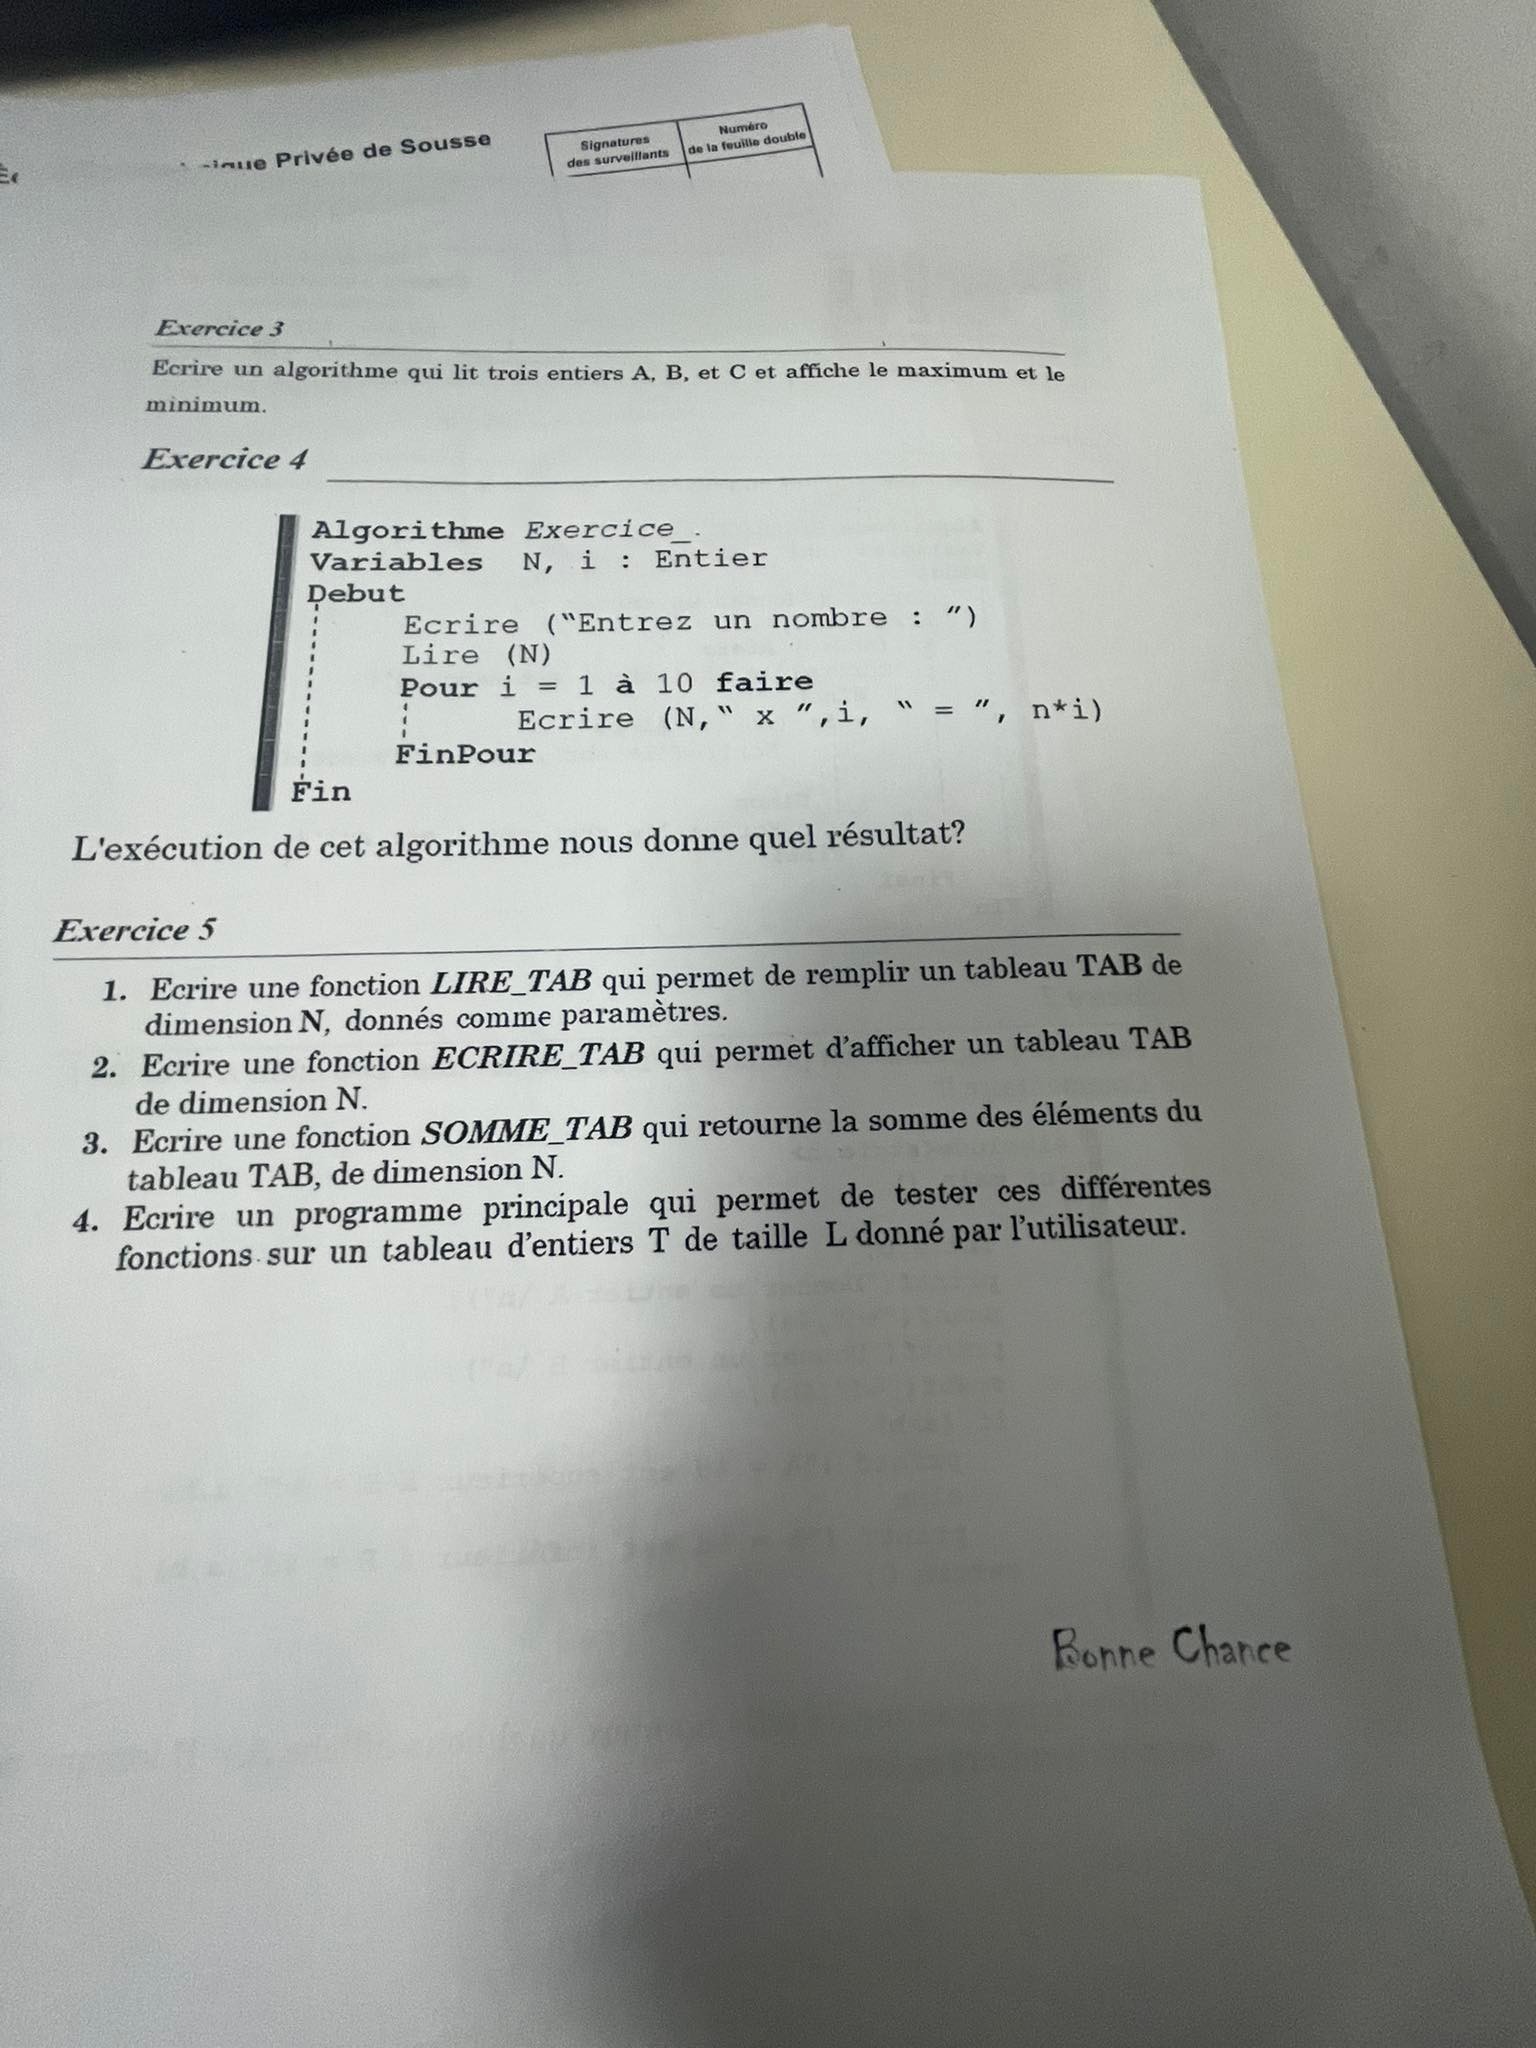 Privée de Sousse
Signatures
des surveillants
Numéro
de la feuille double
Exercice 3
Ecrire un algorithme qui lit trois entiers A, B, et C et affiche le maximum et le
minimum.
Exercice 4
Algorithme Exercice_.
Variables N, i : Entier
Debut
Ecrire (“Entrez un nombre : ”)
Lire (N)
Pour i = 1 à 10 faire
Ecrire (N,“ x ”,i, “ = ”, n*i)
FinPour
Fin
L'exécution de cet algorithme nous donne quel résultat?
Exercice 5
1. Ecrire une fonction LIRE_TAB qui permet de remplir un tableau TAB de
dimension N, donnés comme paramètres.
2. Ecrire une fonction ECRIRE_TAB qui permet d’afficher un tableau TAB
de dimension N.
3. Ecrire une fonction SOMME_TAB qui retourne la somme des éléments du
tableau TAB, de dimension N.
4. Ecrire un programme principale qui permet de tester ces différentes
fonctions sur un tableau d’entiers T de taille L donné par l’utilisateur.
Bonne Chance